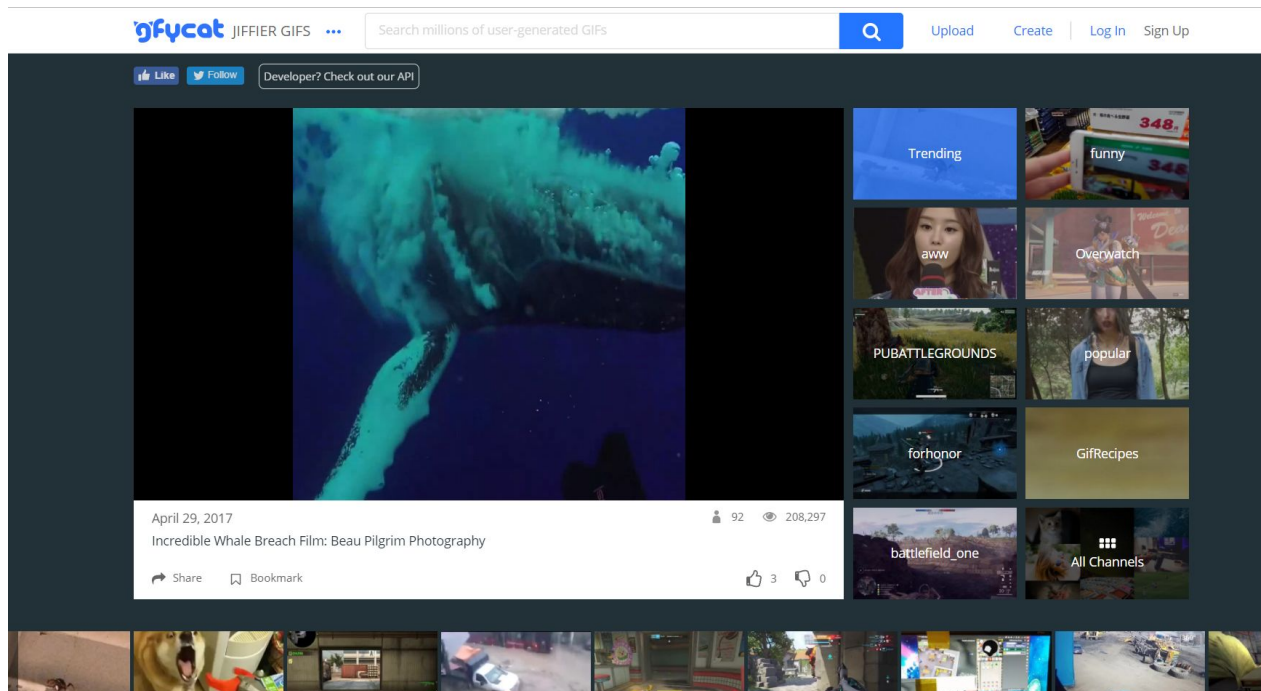 gfycat JIFFIER GIFS ••• Search millions of user-generated GIFs Upload Create Log In Sign Up
Like Follow Developer? Check out our API
Trending funny
348
348
aww Overwatch
AFTER
PUBATTLEGROUNDS popular
forhonor GifRecipes
battlefield_one All Channels
April 29, 2017 92 208,297
Incredible Whale Breach Film: Beau Pilgrim Photography
Share Bookmark 3 0